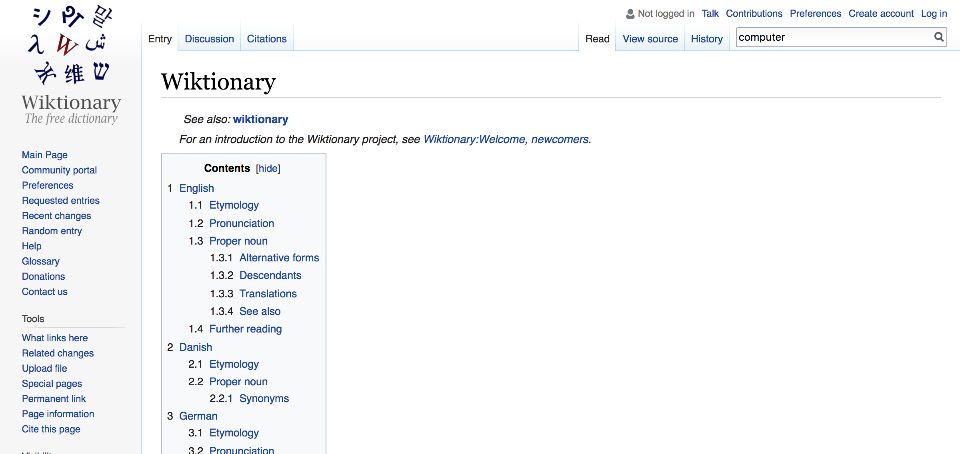 Not logged in Talk Contributions Preferences Create account Log in
Entry Discussion Citations Read View source History computer
Wiktionary
The free dictionary
Main Page
Community portal
Preferences
Requested entries
Recent changes
Random entry
Help
Glossary
Donations
Contact us
Tools
What links here
Related changes
Upload file
Special pages
Permanent link
Page information
Cite this page
Wiktionary
See also: wiktionary
For an introduction to the Wiktionary project, see Wiktionary:Welcome, newcomers.
Contents [hide]
1 English
1.1 Etymology
1.2 Pronunciation
1.3 Proper noun
1.3.1 Alternative forms
1.3.2 Descendants
1.3.3 Translations
1.3.4 See also
1.4 Further reading
2 Danish
2.1 Etymology
2.2 Proper noun
2.2.1 Synonyms
3 German
3.1 Etymology
3.2 Pronunciation